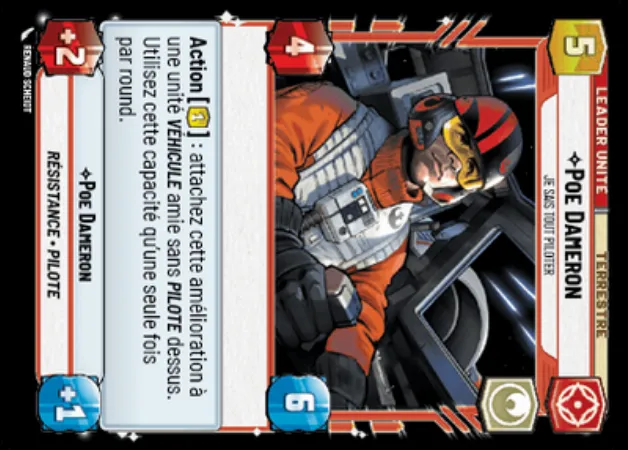 5
LEADER UNITÉ
TERRESTRE
POE DAMERON
JE SAIS TOUT PILOTER
4
6
Action [1] : attachez cette amélioration à
une unité VÉHICULE amie sans PILOTE dessus.
Utilisez cette capacité qu'une seule fois
par round.
+2
POE DAMERON
RÉSISTANCE • PILOTE
+1
RENAUD SCHEIDT